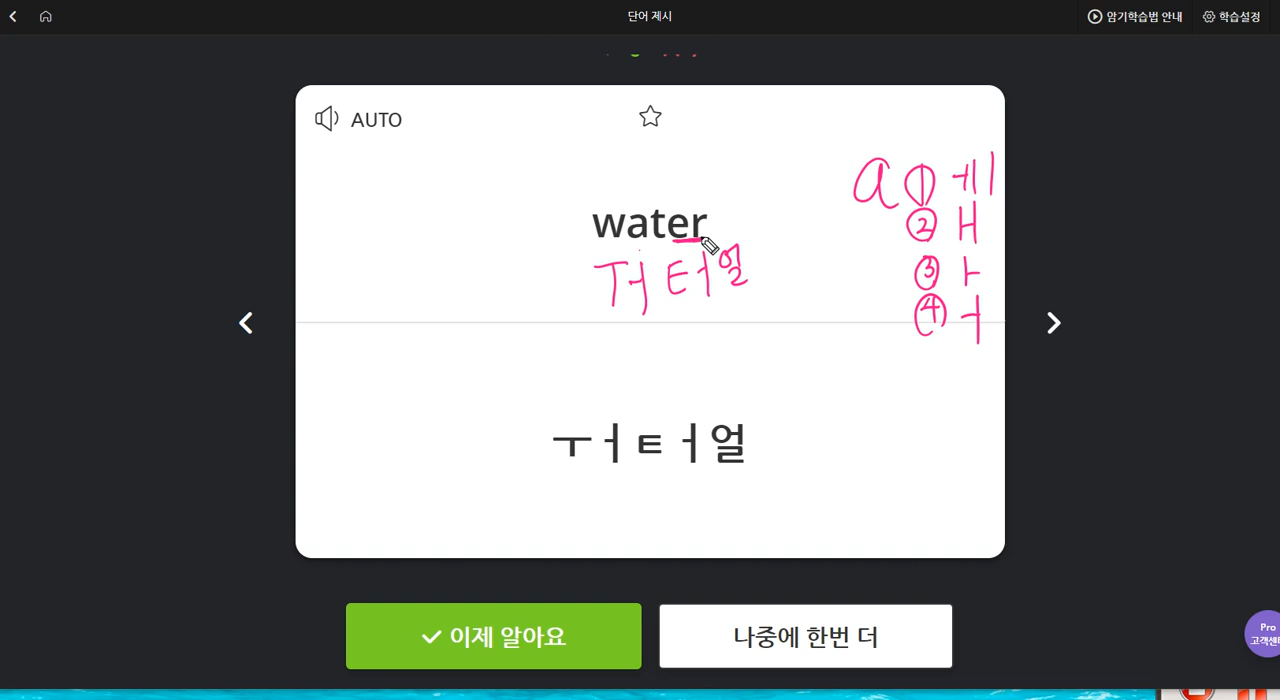 단어 제시
암기학습법 안내
학습설정
AUTO
a ① ㅔㅣ
② ㅐ
③ ㅏ
④ ㅓ
water
ㅜㅓ ㅌㅓ얼
ㅜㅓㅌㅓ얼
이제 알아요
나중에 한번 더
Pro